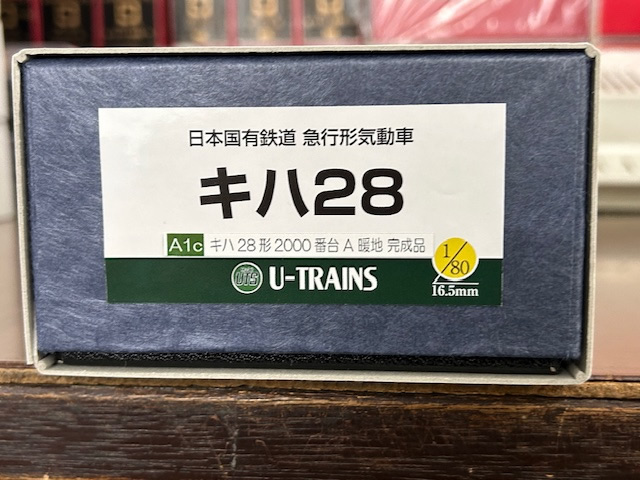 日本国有鉄道 急行形気動車
キハ28
A1c キハ28形2000番台A暖地 完成品
UTS U-TRAINS
1/80
16.5mm